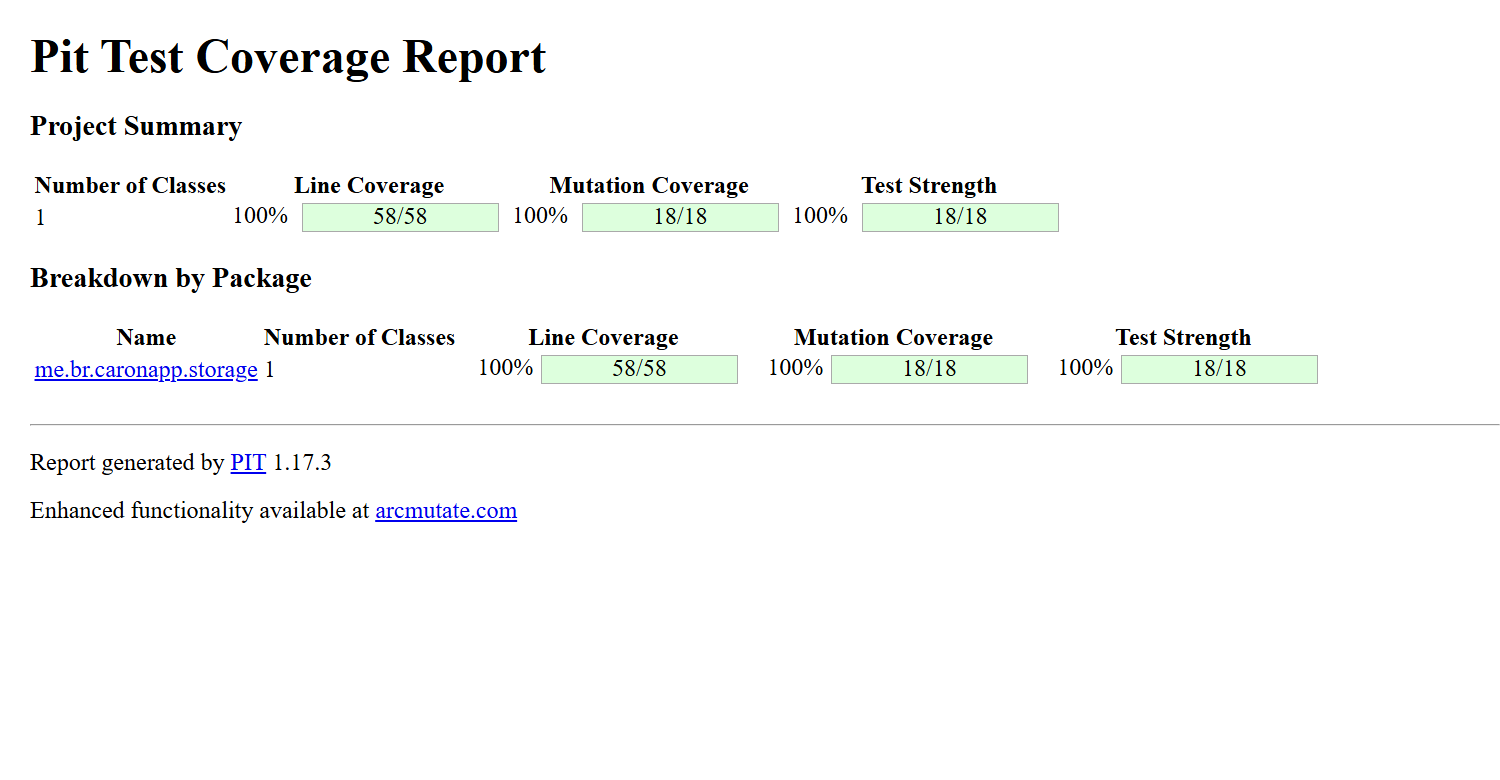 Pit Test Coverage Report
Project Summary
Number of Classes Line Coverage Mutation Coverage Test Strength
1 100% 58/58 100% 18/18 100% 18/18
Breakdown by Package
Name Number of Classes Line Coverage Mutation Coverage Test Strength
me.br.caronapp.storage 1 100% 58/58 100% 18/18 100% 18/18
Report generated by PIT 1.17.3
Enhanced functionality available at arcmutate.com